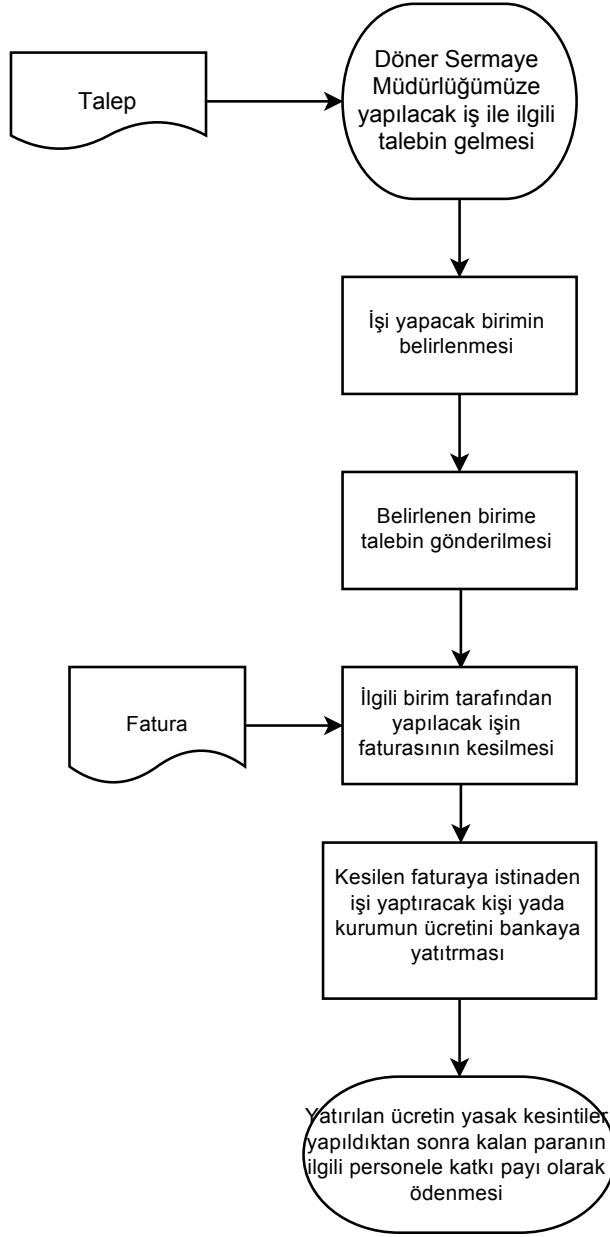 Talep
Döner Sermaye
Müdürlüğümüze
yapılacak iş ile ilgili
talebin gelmesi
İşi yapacak birimin
belirlenmesi
Belirlenen birime
talebin gönderilmesi
Fatura
İlgili birim tarafından
yapılacak işin
faturasının kesilmesi
Kesilen faturaya istinaden
işi yaptıracak kişi yada
kurumun ücretini bankaya
yatıtrması
Yatırılan ücretin yasak kesintiler
yapıldıktan sonra kalan paranın
ilgili personele katkı payı olarak
ödenmesi